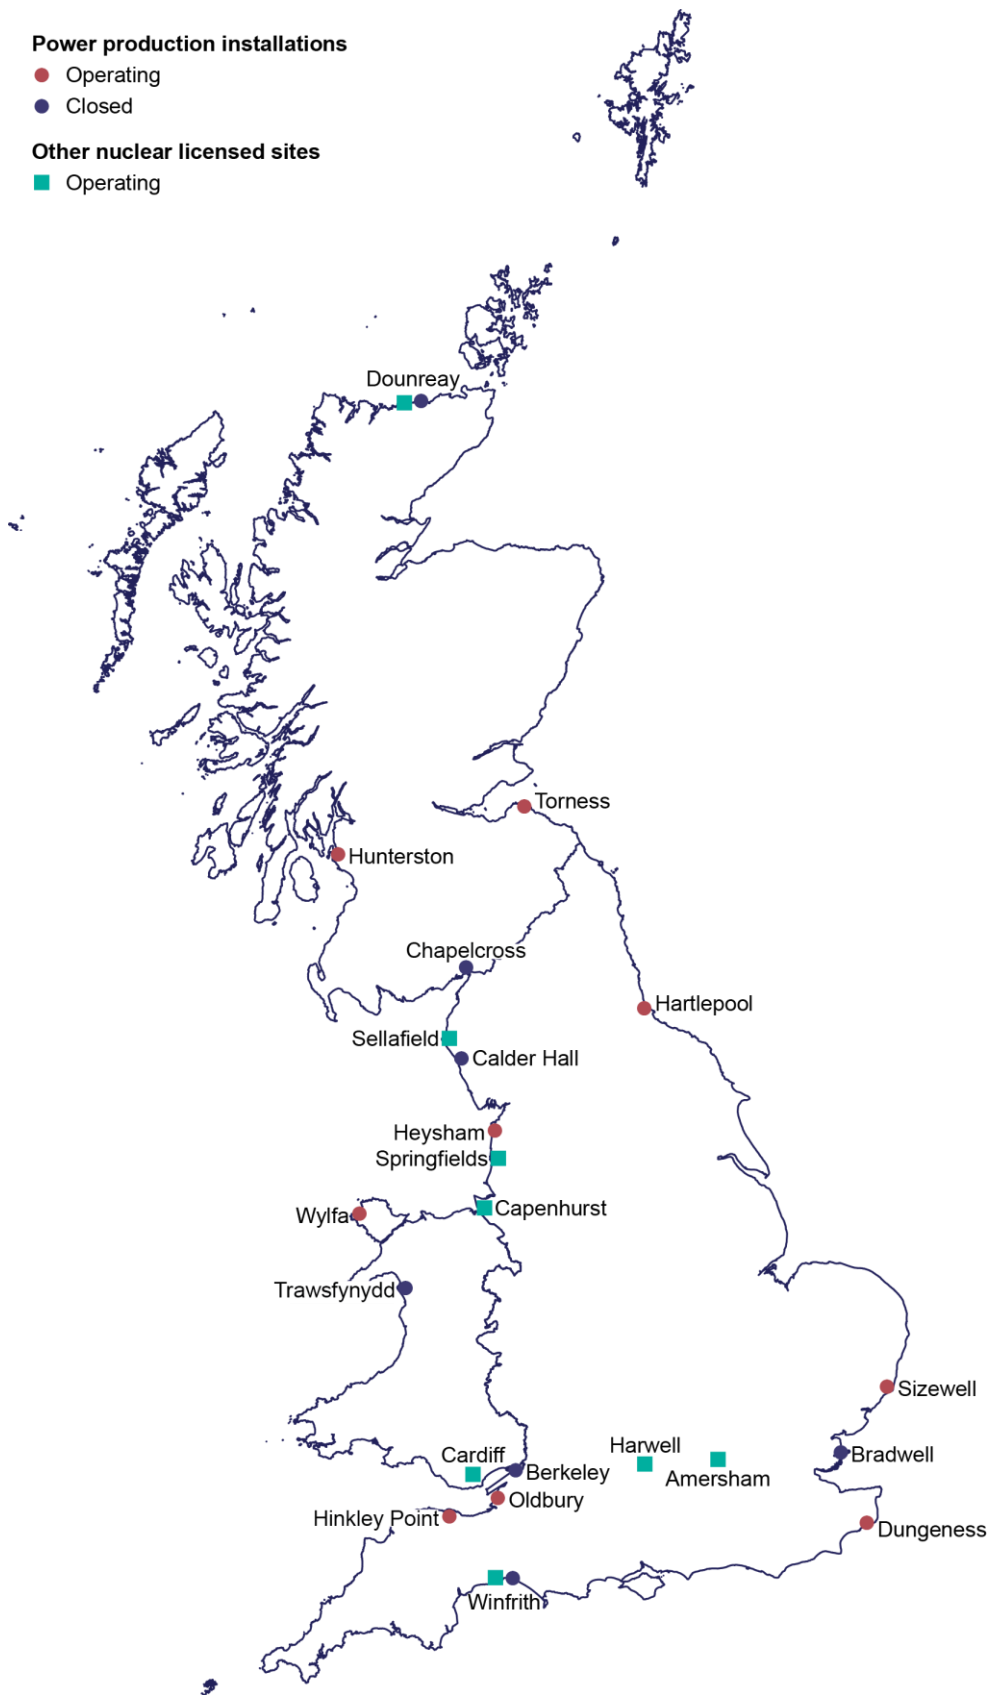 Power production installations
Operating
Closed
Other nuclear licensed sites
Operating
Dounreay
Torness
Hunterston
Chapelcross
Hartlepool
Sellafield
Calder Hall
Heysham
Springfields
Capenhurst
Wylfa
Trawsfynydd
Sizewell
Harwell
Cardiff
Bradwell
Berkeley
Amersham
Oldbury
Hinkley Point
Dungeness
Winfrith